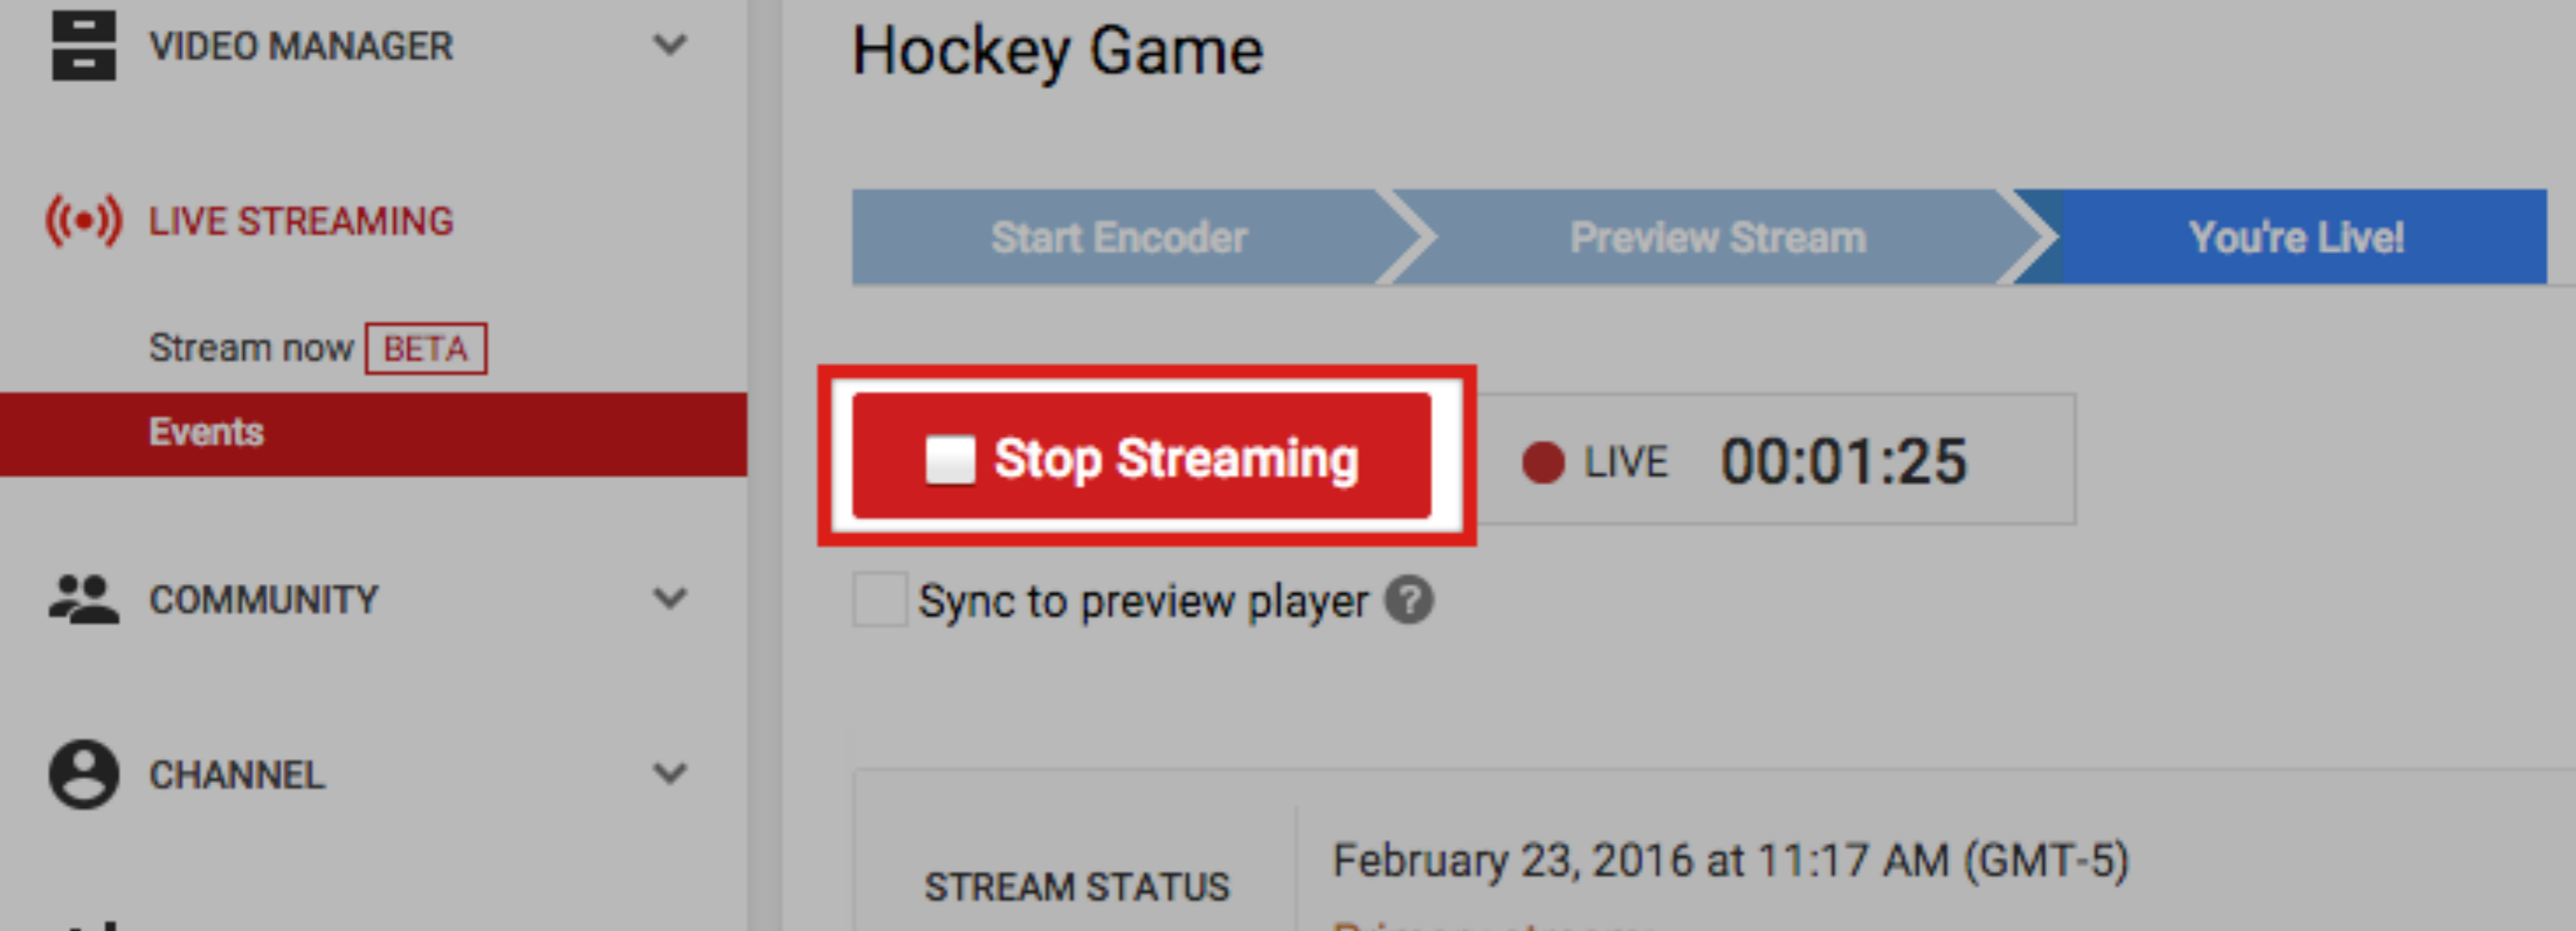 VIDEO MANAGER
LIVE STREAMING
Stream now BETA
Events
COMMUNITY
CHANNEL
Hockey Game
Start Encoder
Preview Stream
You're Live!
Stop Streaming
LIVE 00:01:25
Sync to preview player ?
STREAM STATUS
February 23, 2016 at 11:17 AM (GMT-5)